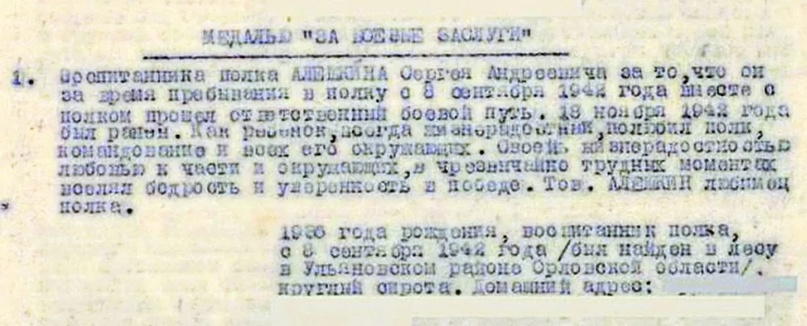 МЕДАЛЬЮ "ЗА БОЕВЫЕ ЗАСЛУГИ"
1. Воспитанника полка АЛЕШКИНА Сергея Андреевича за то,что он
за время пребывания в полку с 8 сентября 1942 года вместе с
полком прошел ответственный боевой путь. 18 ноября 1942 года
был ранен. Как ребенок,всегда жизнерадостный,полюбил полк,
командование и всех его окружающих. Своей жизнерадостностью
любовью к части и окружающих,в чрезвычайно трудных моментах
вселял бодрость и уверенность в победе. Тов. АЛЕШКИН любимец
полка.
1936 года рождения, воспитанник полка,
с 8 сентября 1942 года /был найден в лесу
в Ульяновском районе Орловской области/.
круглый сирота. Домашний адрес: